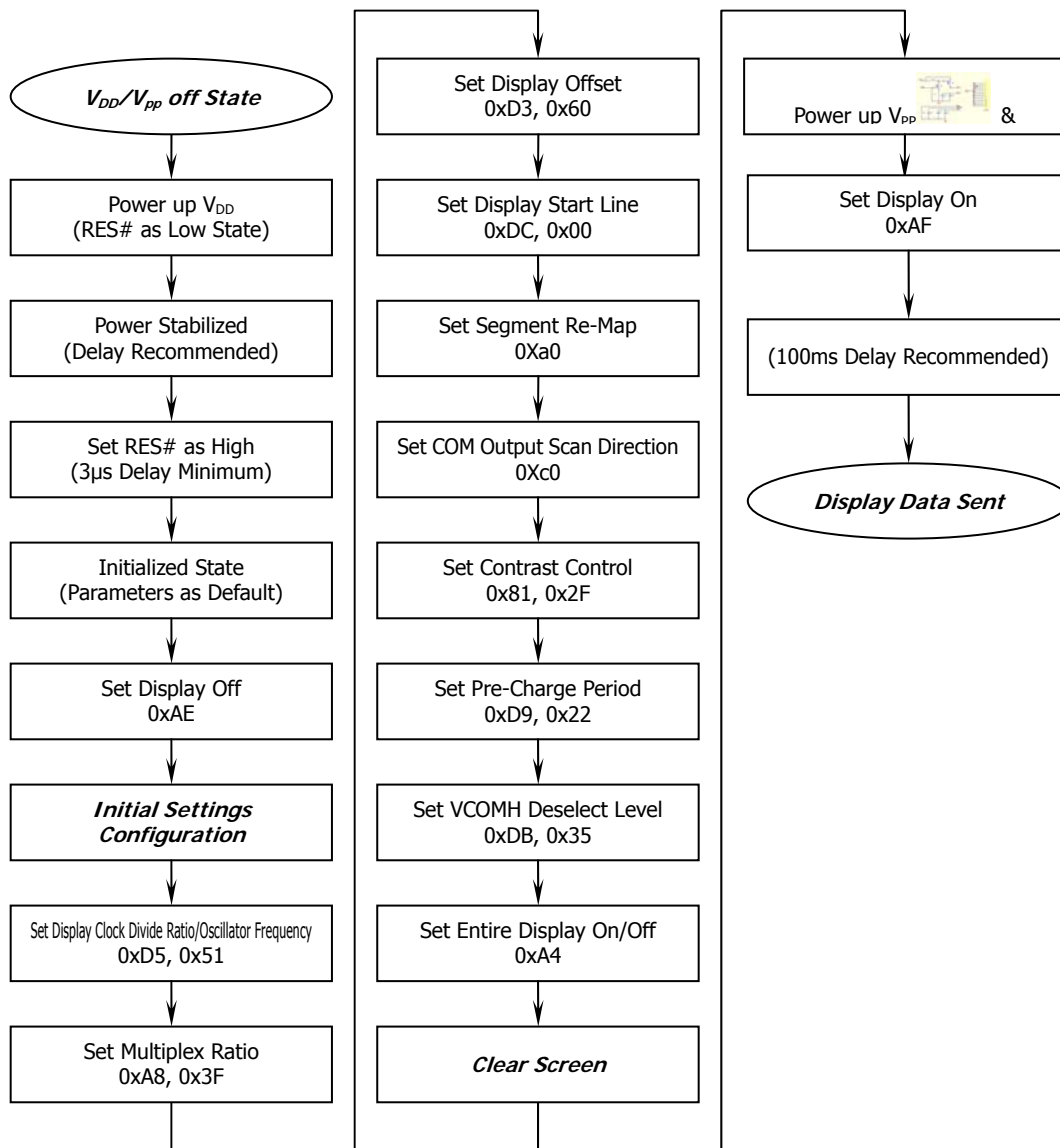 V_DD/V_pp off State
Power up V_DD
(RES# as Low State)
Power Stabilized
(Delay Recommended)
Set RES# as High
(3μs Delay Minimum)
Initialized State
(Parameters as Default)
Set Display Off
0xAE
Initial Settings
Configuration
Set Display Clock Divide Ratio/Oscillator Frequency
0xD5, 0x51
Set Multiplex Ratio
0xA8, 0x3F
Set Display Offset
0xD3, 0x60
Set Display Start Line
0xDC, 0x00
Set Segment Re-Map
0Xa0
Set COM Output Scan Direction
0Xc0
Set Contrast Control
0x81, 0x2F
Set Pre-Charge Period
0xD9, 0x22
Set VCOMH Deselect Level
0xDB, 0x35
Set Entire Display On/Off
0xA4
Clear Screen
Power up V_PP &
Set Display On
0xAF
(100ms Delay Recommended)
Display Data Sent